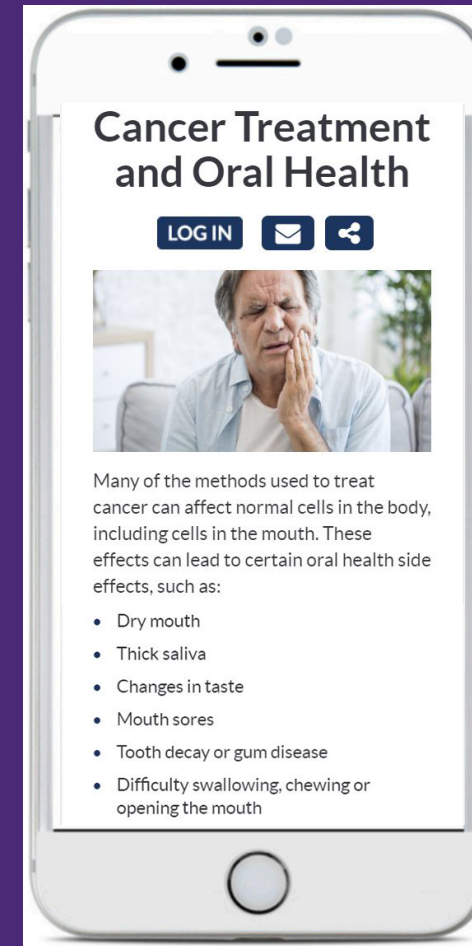 Cancer Treatment
and Oral Health
LOG IN
Many of the methods used to treat
cancer can affect normal cells in the body,
including cells in the mouth. These
effects can lead to certain oral health side
effects, such as:
• Dry mouth
• Thick saliva
• Changes in taste
• Mouth sores
• Tooth decay or gum disease
• Difficulty swallowing, chewing or
opening the mouth